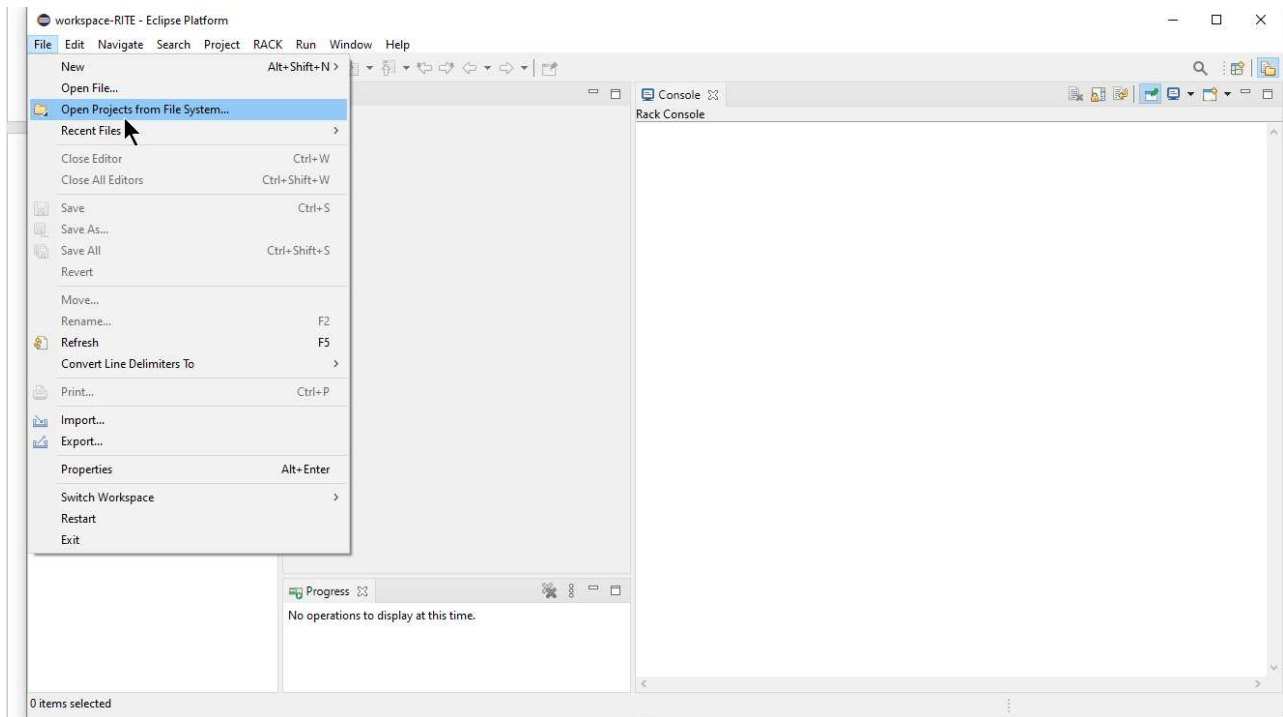 workspace-RITE - Eclipse Platform
File Edit Navigate Search Project RACK Run Window Help
New Alt+Shift+N >
Open File...
Open Projects from File System...
Recent Files >
Close Editor Ctrl+W
Close All Editors Ctrl+Shift+W
Save Ctrl+S
Save As...
Save All Ctrl+Shift+S
Revert
Move...
Rename... F2
Refresh F5
Convert Line Delimiters To >
Print... Ctrl+P
Import...
Export...
Properties Alt+Enter
Switch Workspace >
Restart
Exit
Console
Rack Console
Progress
No operations to display at this time.
0 items selected